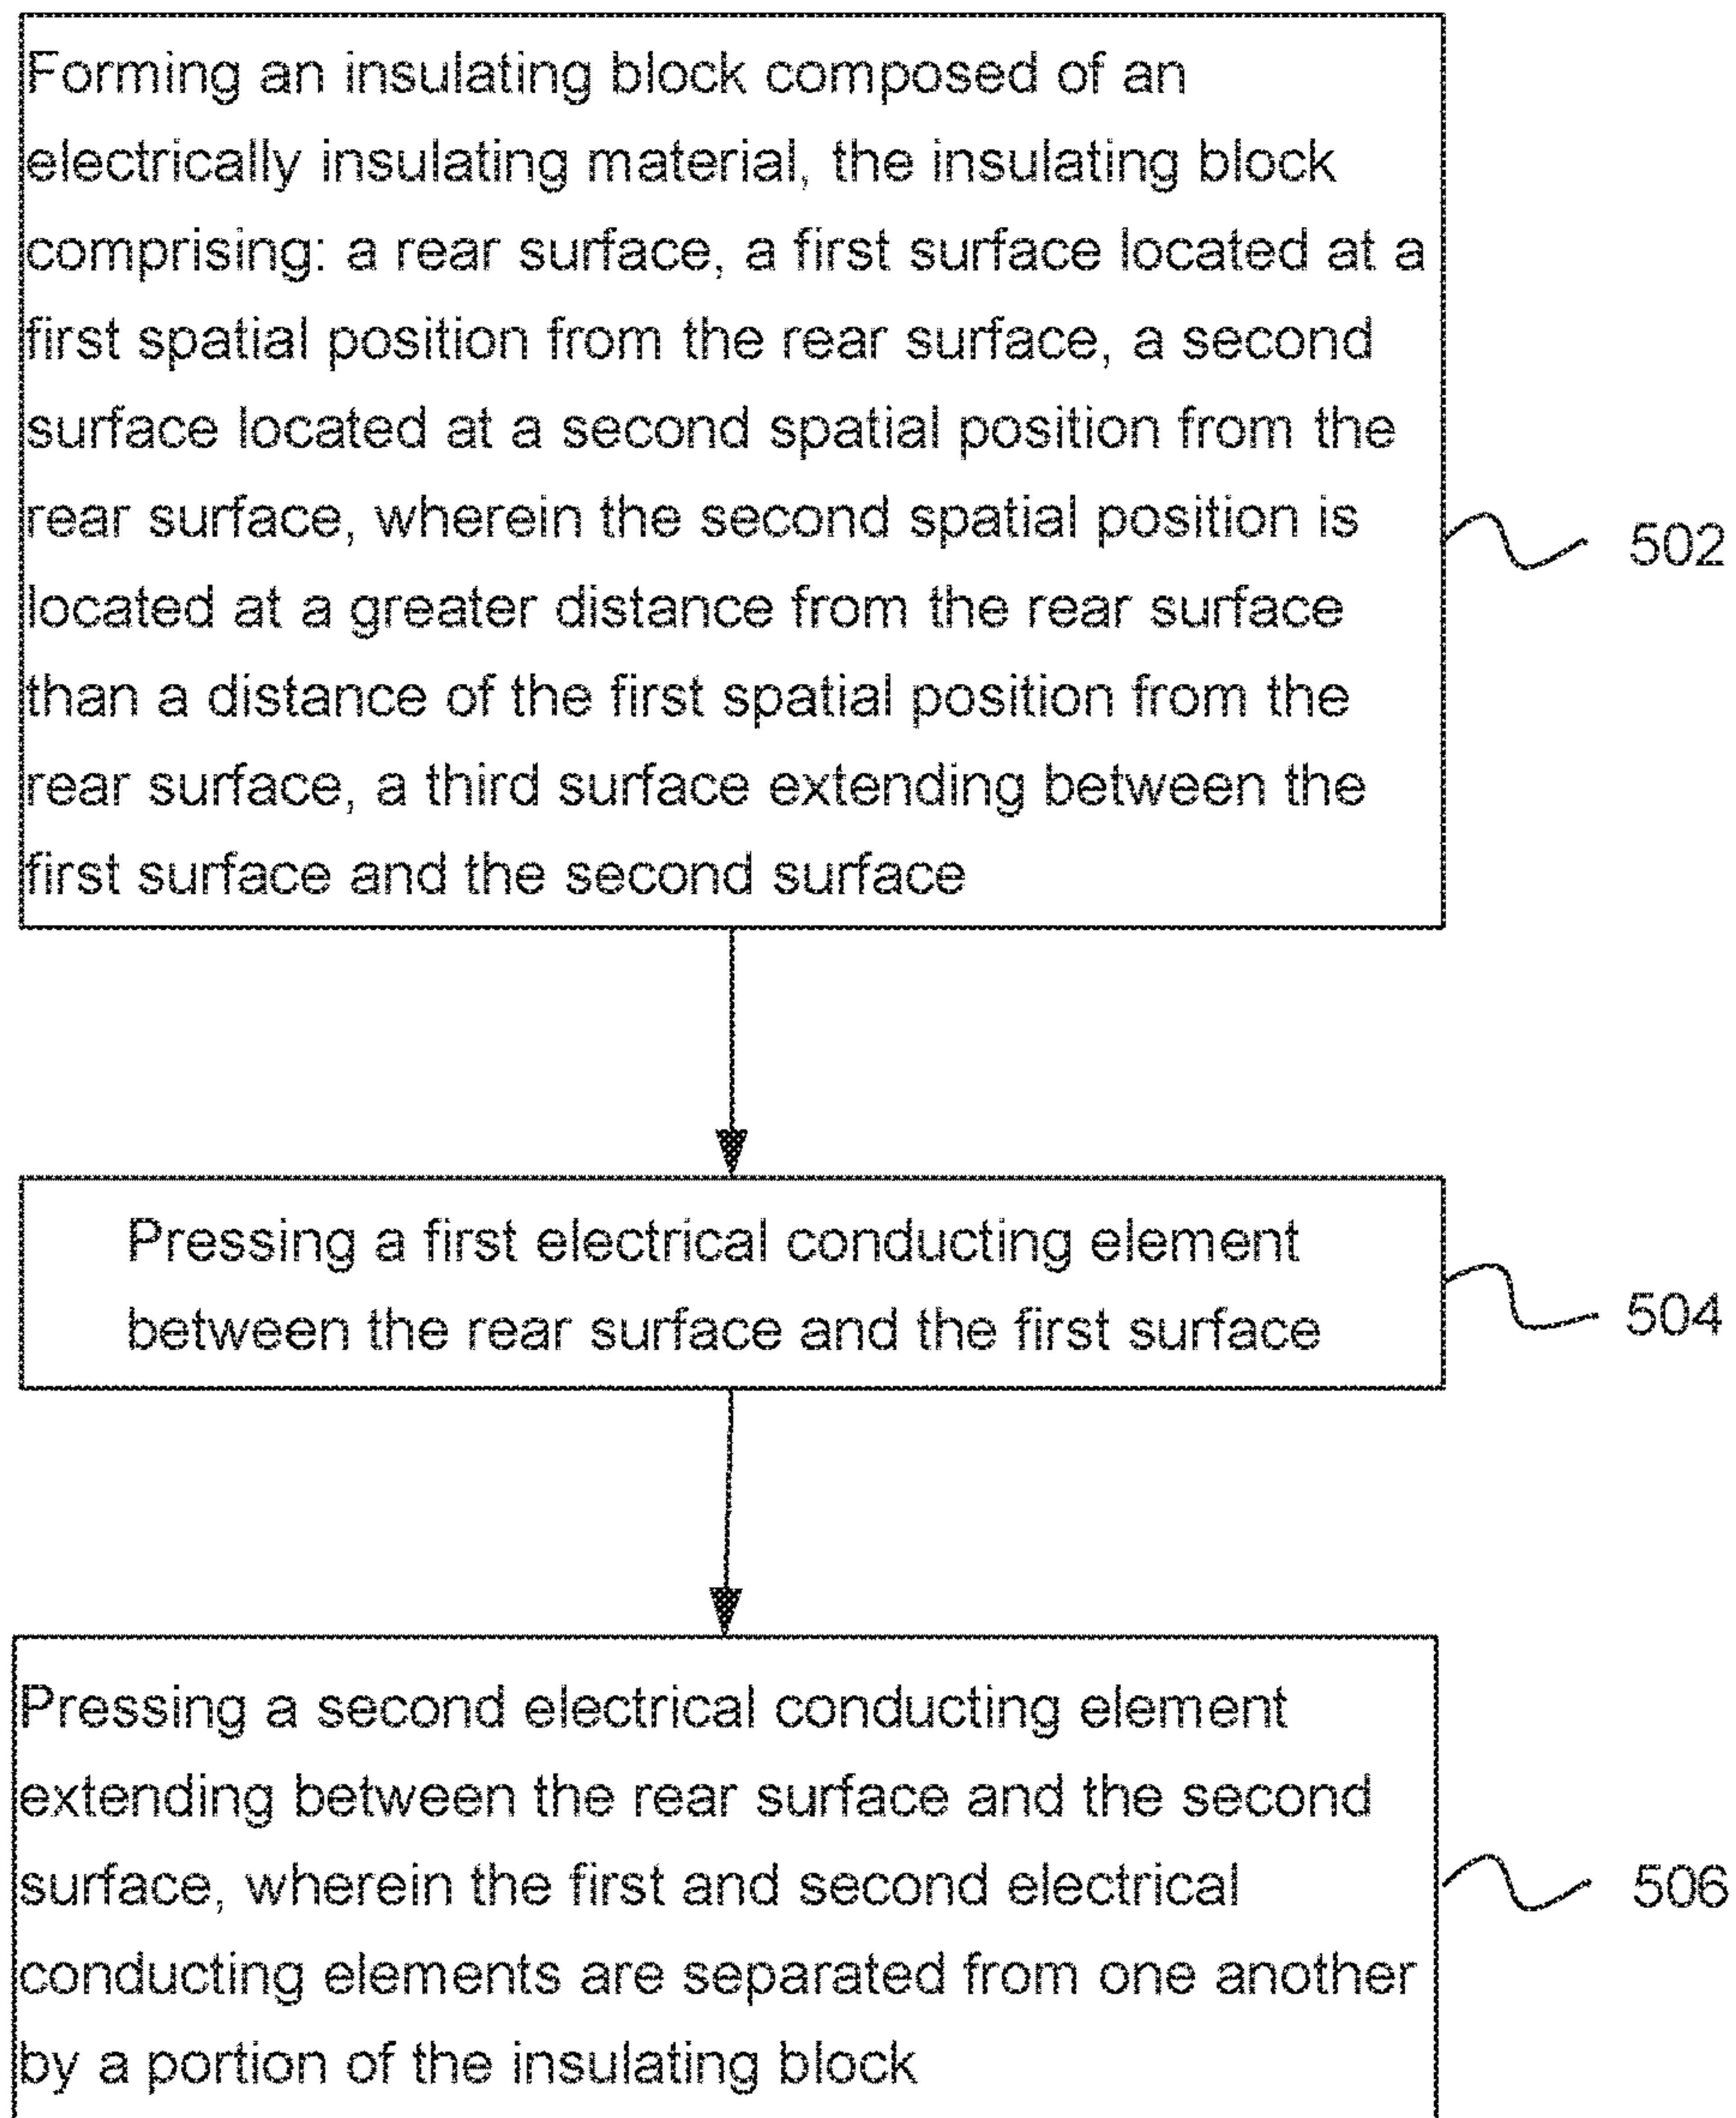 Forming an insulating block composed of an
electrically insulating material, the insulating block
comprising: a rear surface, a first surface located at a
first spatial position from the rear surface, a second
surface located at a second spatial position from the
rear surface, wherein the second spatial position is
located at a greater distance from the rear surface
than a distance of the first spatial position from the
rear surface, a third surface extending between the
first surface and the second surface
502
Pressing a first electrical conducting element
between the rear surface and the first surface
504
Pressing a second electrical conducting element
extending between the rear surface and the second
surface, wherein the first and second electrical
conducting elements are separated from one another
by a portion of the insulating block
506